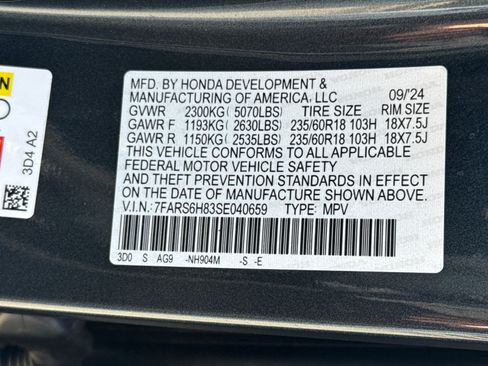 MFD. BY HONDA DEVELOPMENT &
MANUFACTURING OF AMERICA, LLC 09/'24
GVWR 2300KG ( 5070LBS) TIRE SIZE RIM SIZE
GAWR F 1193KG (2630LBS) 235/60R18 103H 18X7.5J
GAWR R 1150KG (2535LBS) 235/60R18 103H 18X7.5J
THIS VEHICLE CONFORMS TO ALL APPLICABLE
FEDERAL MOTOR VEHICLE SAFETY
AND THEFT PREVENTION STANDARDS IN EFFECT
ON THE DATE OF MANUFACTURE SHOWN ABOVE.
V.I.N.: 7FARS6H83SE040659 TYPE: MPV
3D0 S AG9 -NH904M -S -E
3D4 A2